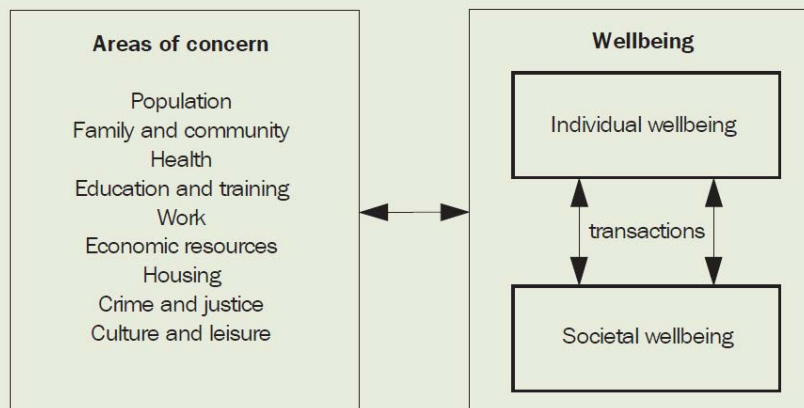 Areas of concern
Population
Family and community
Health
Education and training
Work
Economic resources
Housing
Crime and justice
Culture and leisure
Wellbeing
Individual wellbeing
transactions
Societal wellbeing